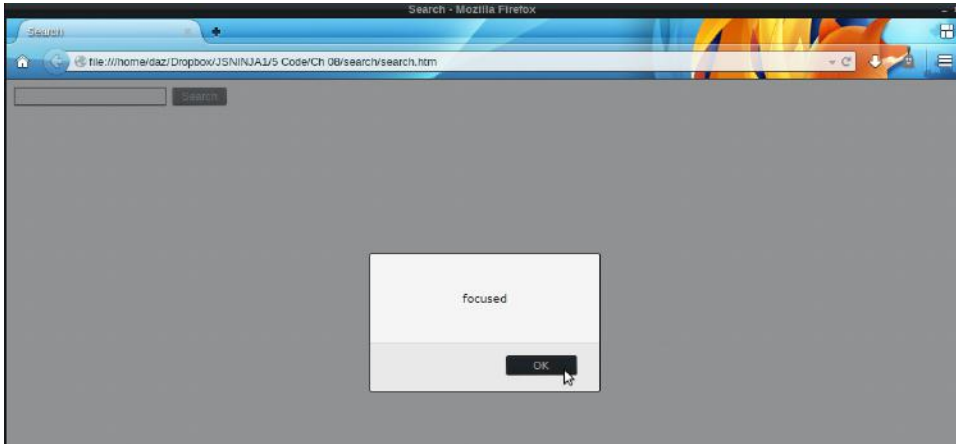 Search - Mozilla Firefox
Search
file:///home/daz/Dropbox/JSNINJA1/5 Code/Ch 08/search/search.htm
Search
focused
OK